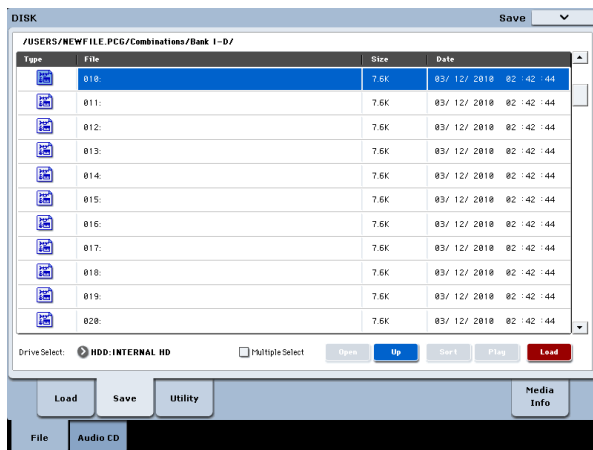 DISK Save
/USERS/NEWFILE.PCG/Combinations/Bank I-D/
Type File Size Date
010: 7.6K 03/ 12/ 2010 02 :42 :44
011: 7.6K 03/ 12/ 2010 02 :42 :44
012: 7.6K 03/ 12/ 2010 02 :42 :44
013: 7.6K 03/ 12/ 2010 02 :42 :44
014: 7.6K 03/ 12/ 2010 02 :42 :44
015: 7.6K 03/ 12/ 2010 02 :42 :44
016: 7.6K 03/ 12/ 2010 02 :42 :44
017: 7.6K 03/ 12/ 2010 02 :42 :44
018: 7.6K 03/ 12/ 2010 02 :42 :44
019: 7.6K 03/ 12/ 2010 02 :42 :44
020: 7.6K 03/ 12/ 2010 02 :42 :44
Drive Select: HDD:INTERNAL HD Multiple Select Open Up Sort Play Load
Load Save Utility Media
Info
File Audio CD